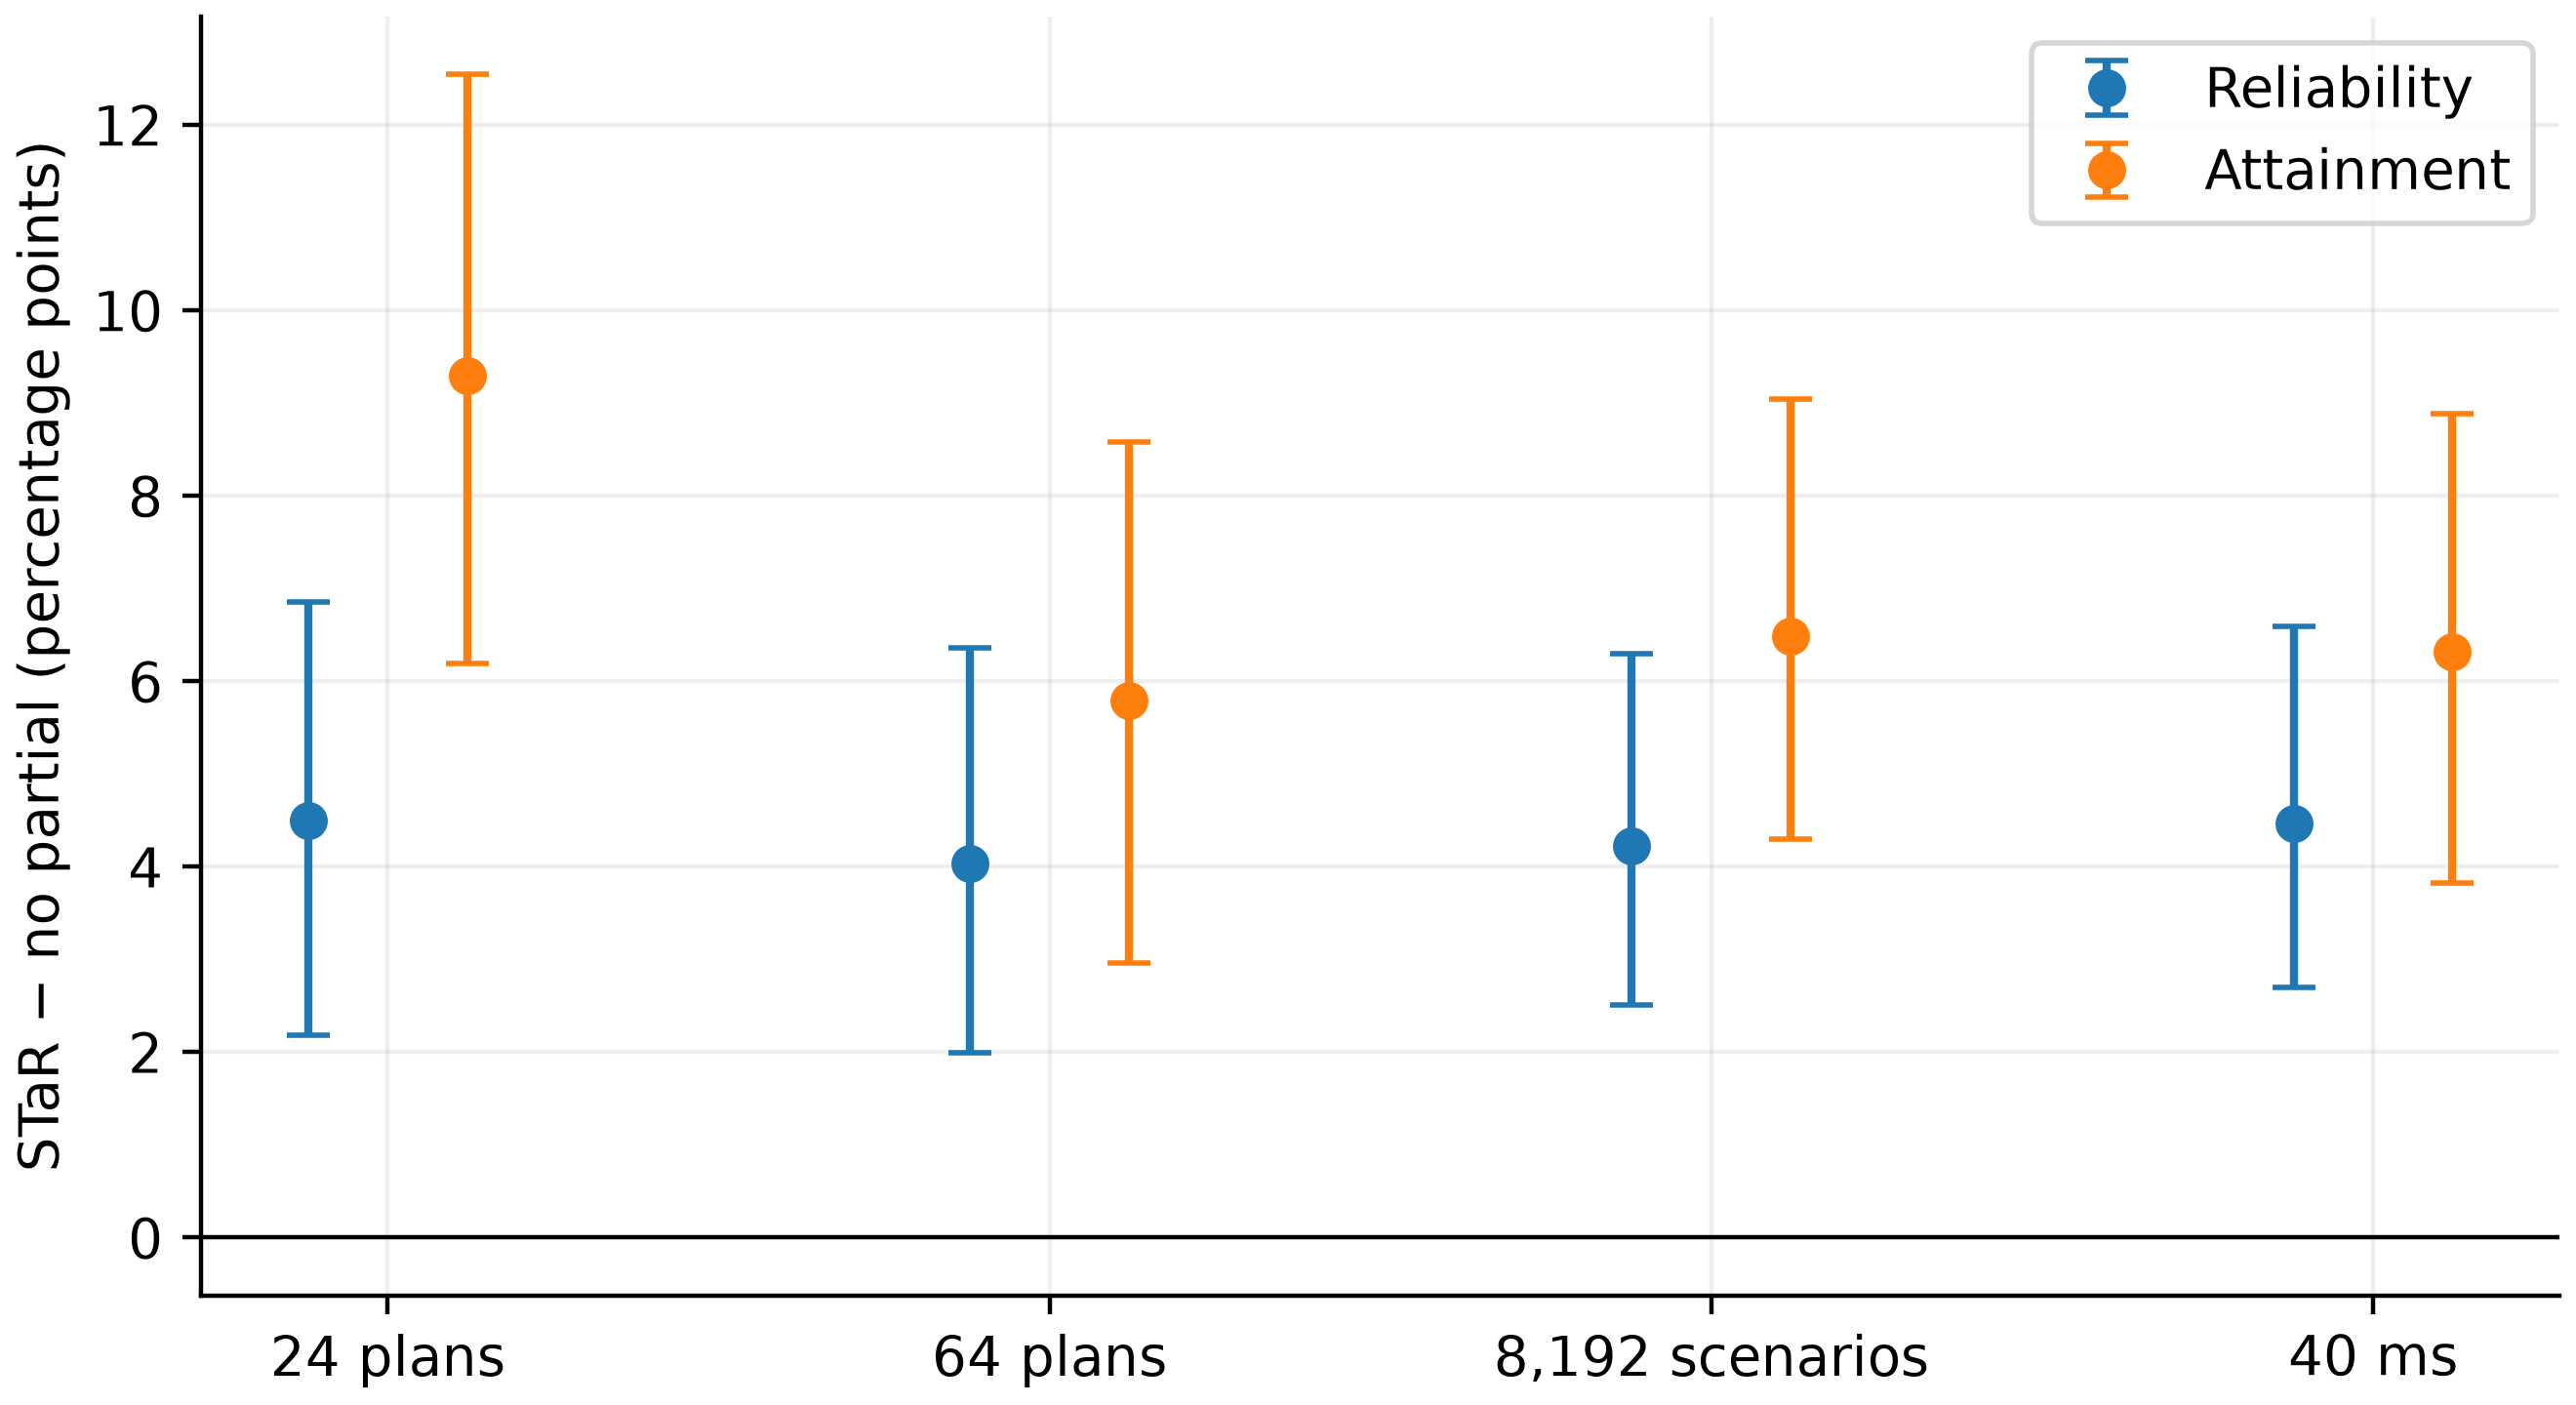 STaR − no partial (percentage points)
12
10
8
6
4
2
0
Reliability
Attainment
24 plans
64 plans
8,192 scenarios
40 ms